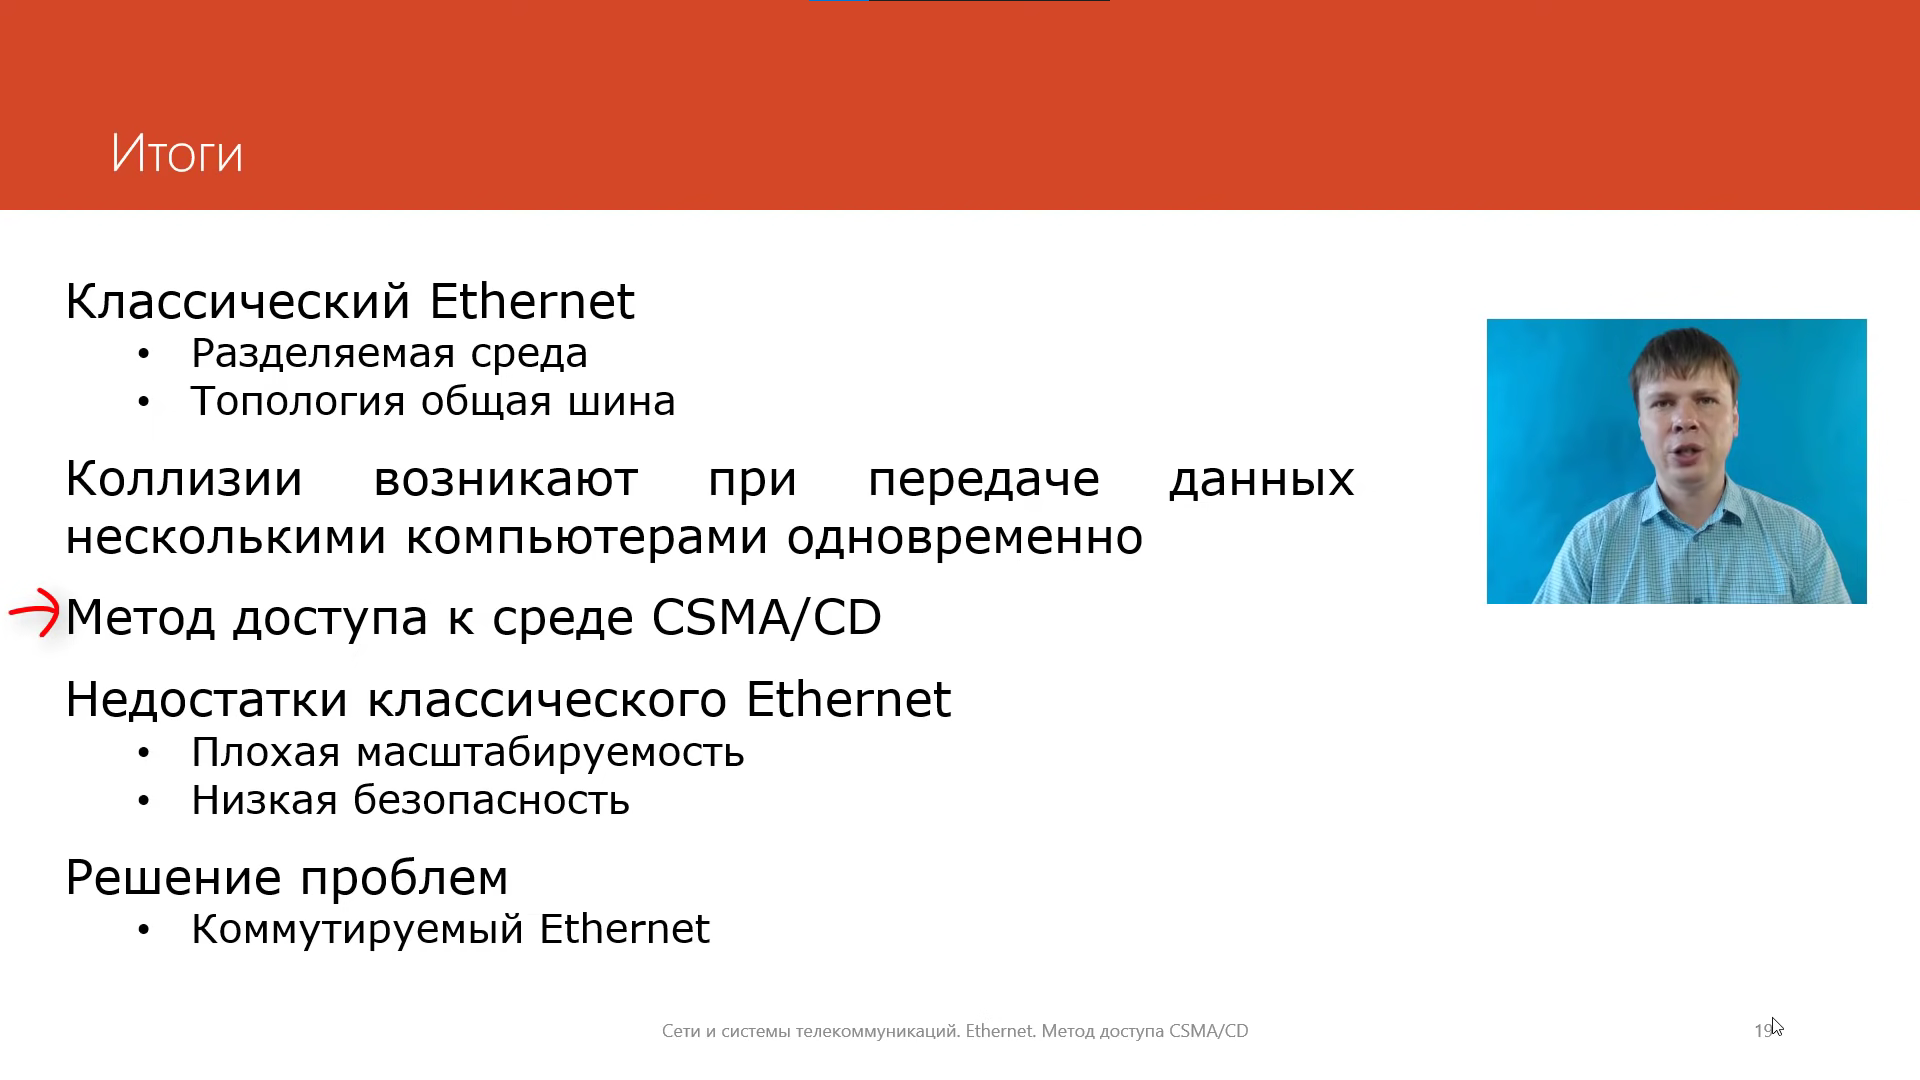 Итоги
Классический Ethernet
• Разделяемая среда
• Топология общая шина
Коллизии возникают при передаче данных
несколькими компьютерами одновременно
Метод доступа к среде CSMA/CD
Недостатки классического Ethernet
• Плохая масштабируемость
• Низкая безопасность
Решение проблем
• Коммутируемый Ethernet
Сети и системы телекоммуникаций. Ethernet. Метод доступа CSMA/CD
19